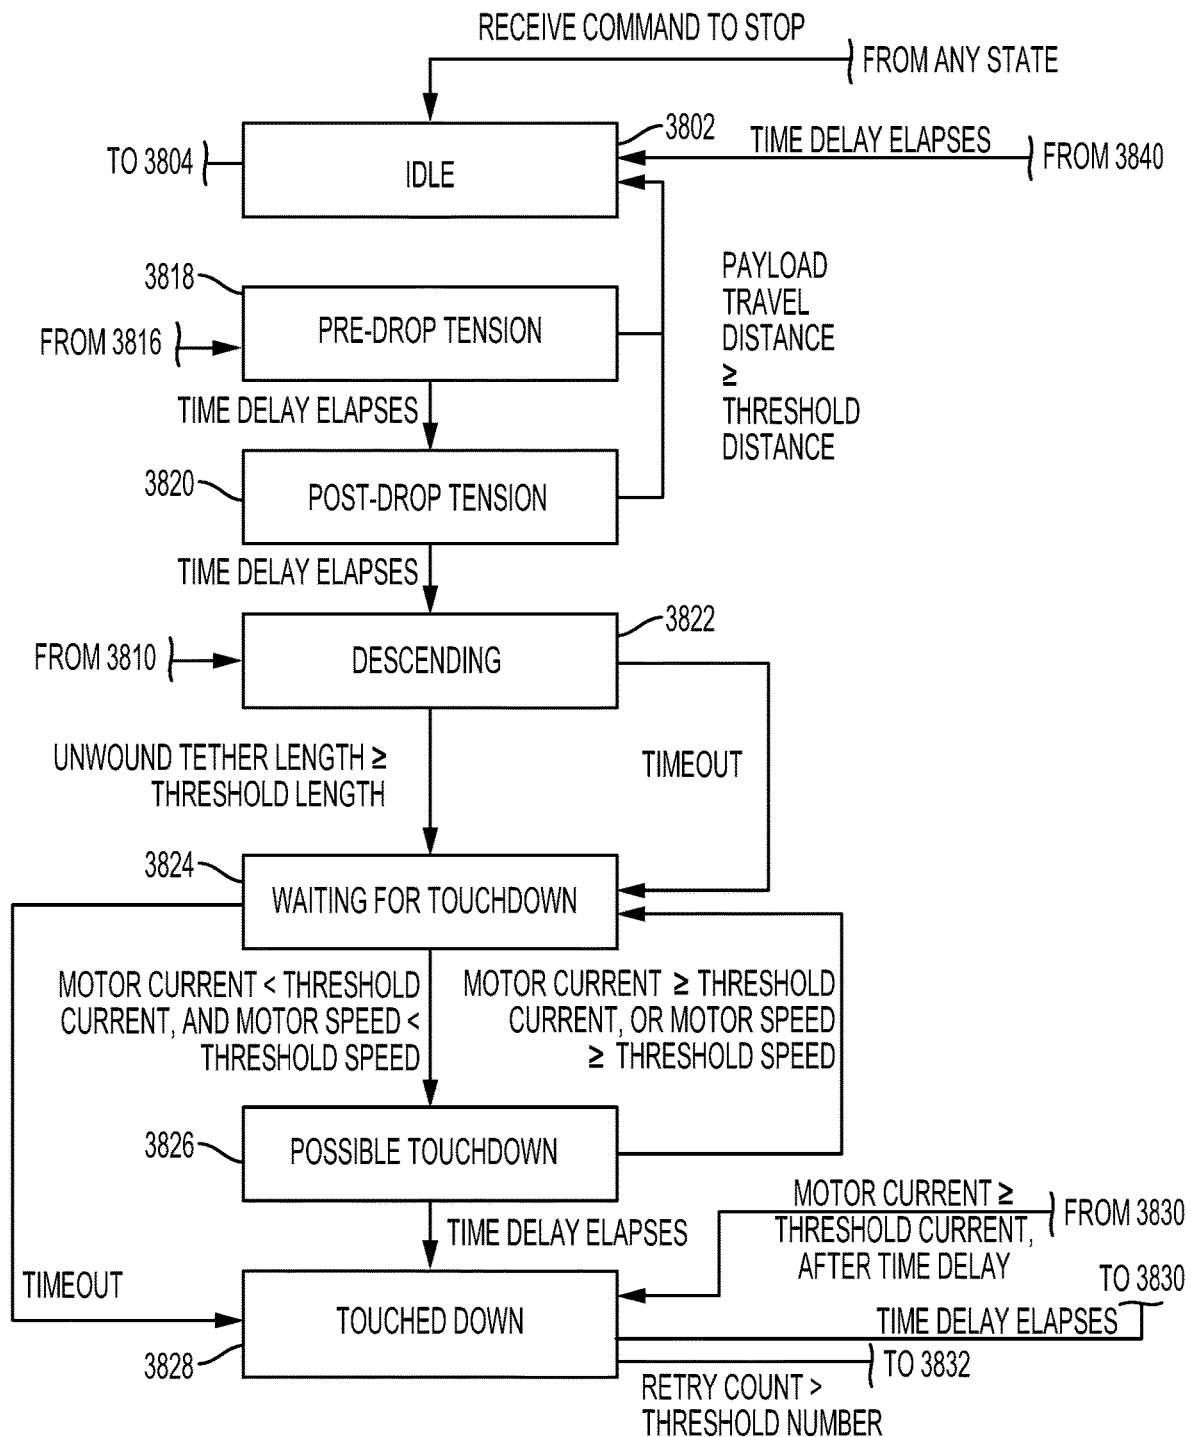 RECEIVE COMMAND TO STOP
FROM ANY STATE
3802
TO 3804
IDLE
TIME DELAY ELAPSES
FROM 3840
3818
FROM 3816
PRE-DROP TENSION
PAYLOAD
TRAVEL
DISTANCE
≥
THRESHOLD
DISTANCE
TIME DELAY ELAPSES
3820
POST-DROP TENSION
TIME DELAY ELAPSES
3822
FROM 3810
DESCENDING
UNWOUND TETHER LENGTH ≥
THRESHOLD LENGTH
TIMEOUT
3824
WAITING FOR TOUCHDOWN
MOTOR CURRENT < THRESHOLD
CURRENT, AND MOTOR SPEED <
THRESHOLD SPEED
MOTOR CURRENT ≥ THRESHOLD
CURRENT, OR MOTOR SPEED
≥ THRESHOLD SPEED
3826
POSSIBLE TOUCHDOWN
TIME DELAY ELAPSES
MOTOR CURRENT ≥
THRESHOLD CURRENT,
AFTER TIME DELAY
FROM 3830
TIMEOUT
TOUCHED DOWN
3828
TO 3830
TIME DELAY ELAPSES
TO 3832
RETRY COUNT >
THRESHOLD NUMBER